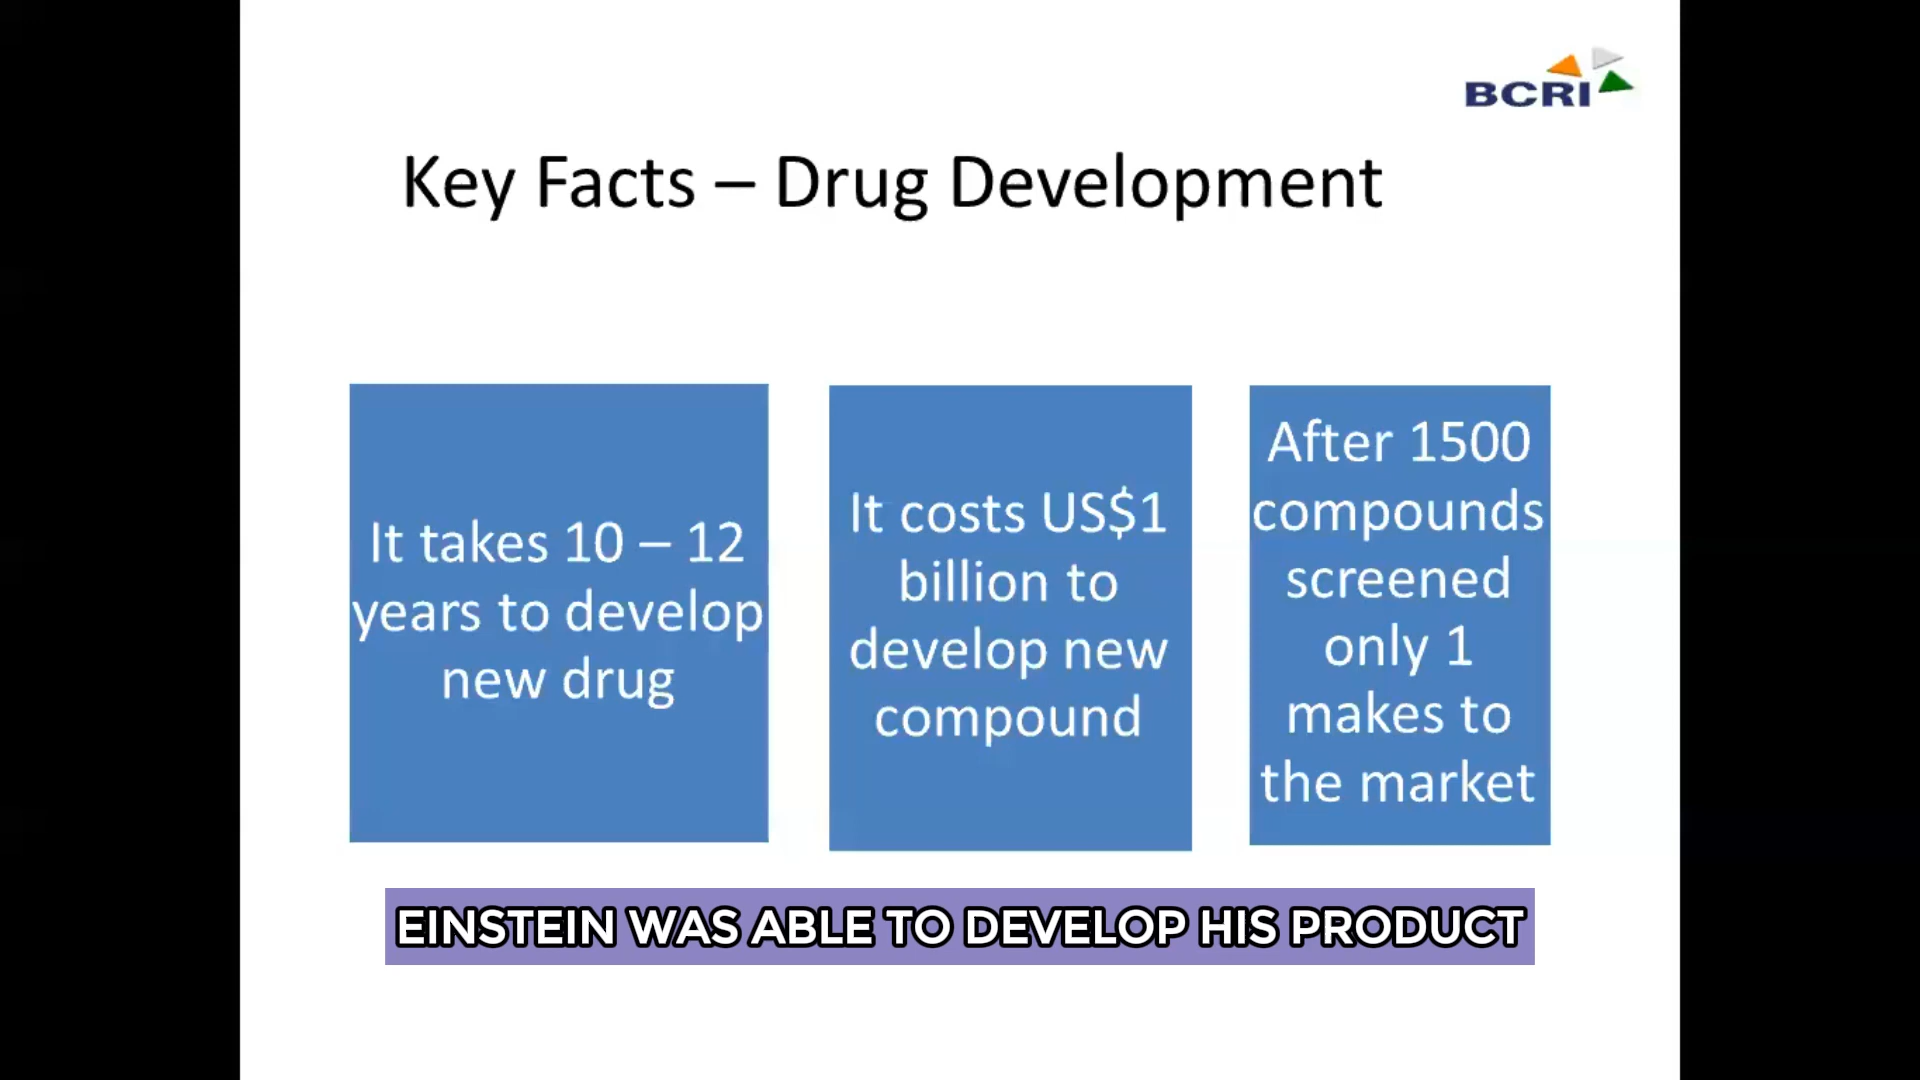 BCRI
Key Facts – Drug Development
It takes 10 – 12
years to develop
new drug
It costs US$1
billion to
develop new
compound
After 1500
compounds
screened
only 1
makes to
the market
EINSTEIN WAS ABLE TO DEVELOP HIS PRODUCT